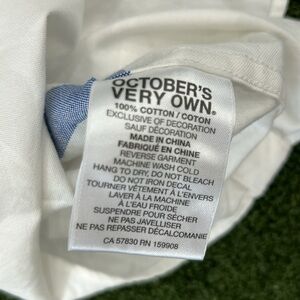 OCTOBER'S
VERY OWN®
100% COTTON / COTON
EXCLUSIVE OF DECORATION
SAUF DÉCORATION
MADE IN CHINA
FABRIQUÉ EN CHINE
REVERSE GARMENT
MACHINE WASH COLD
HANG TO DRY, DO NOT BLEACH
DO NOT IRON DECAL
TOURNER VÊTEMENT À L'ENVERS
LAVER À LA MACHINE
À L'EAU FROIDE
SUSPENDRE POUR SÉCHER
NE PAS JAVELLISER
NE PAS REPASSER DÉCALCOMANIE
CA 57830 RN 159908